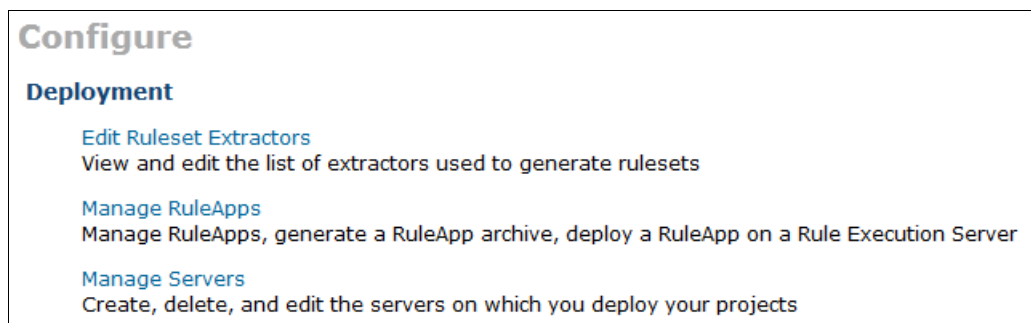 Configure
Deployment
Edit Ruleset Extractors
View and edit the list of extractors used to generate rulesets
Manage RuleApps
Manage RuleApps, generate a RuleApp archive, deploy a RuleApp on a Rule Execution Server
Manage Servers
Create, delete, and edit the servers on which you deploy your projects